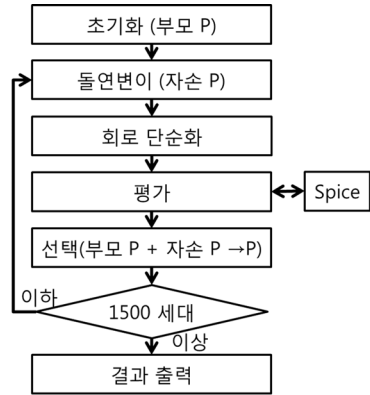 초기화 (부모 P)
돌연변이 (자손 P)
회로 단순화
평가
Spice
선택(부모 P + 자손 P →P)
이하
1500 세대
이상
결과 출력